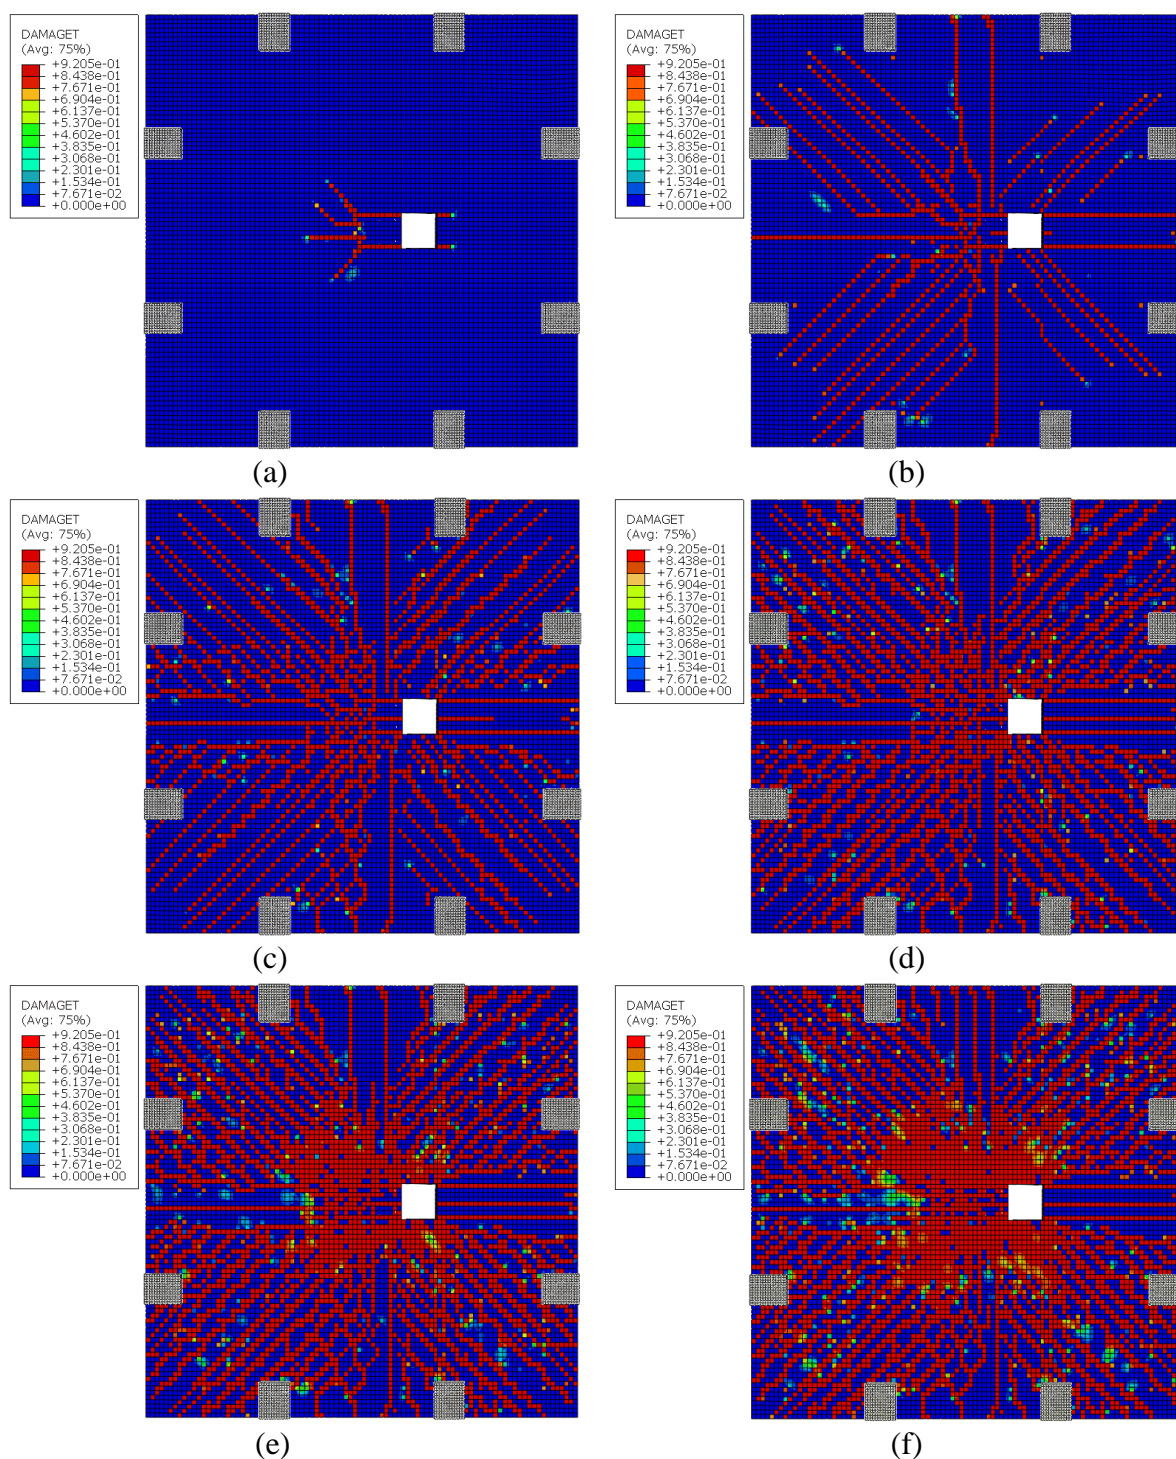 DAMAGET
(Avg: 75%)
+9.205e-01
+8.438e-01
+7.671e-01
+6.904e-01
+6.137e-01
+5.370e-01
+4.602e-01
+3.835e-01
+3.068e-01
+2.301e-01
+1.534e-01
+7.671e-02
+0.000e+00
(a)
DAMAGET
(Avg: 75%)
+9.205e-01
+8.438e-01
+7.671e-01
+6.904e-01
+6.137e-01
+5.370e-01
+4.602e-01
+3.835e-01
+3.068e-01
+2.301e-01
+1.534e-01
+7.671e-02
+0.000e+00
(b)
DAMAGET
(Avg: 75%)
+9.205e-01
+8.438e-01
+7.671e-01
+6.904e-01
+6.137e-01
+5.370e-01
+4.602e-01
+3.835e-01
+3.068e-01
+2.301e-01
+1.534e-01
+7.671e-02
+0.000e+00
(c)
DAMAGET
(Avg: 75%)
+9.205e-01
+8.438e-01
+7.671e-01
+6.904e-01
+6.137e-01
+5.370e-01
+4.602e-01
+3.835e-01
+3.068e-01
+2.301e-01
+1.534e-01
+7.671e-02
+0.000e+00
(d)
DAMAGET
(Avg: 75%)
+9.205e-01
+8.438e-01
+7.671e-01
+6.904e-01
+6.137e-01
+5.370e-01
+4.602e-01
+3.835e-01
+3.068e-01
+2.301e-01
+1.534e-01
+7.671e-02
+0.000e+00
(e)
DAMAGET
(Avg: 75%)
+9.205e-01
+8.438e-01
+7.671e-01
+6.904e-01
+6.137e-01
+5.370e-01
+4.602e-01
+3.835e-01
+3.068e-01
+2.301e-01
+1.534e-01
+7.671e-02
+0.000e+00
(f)